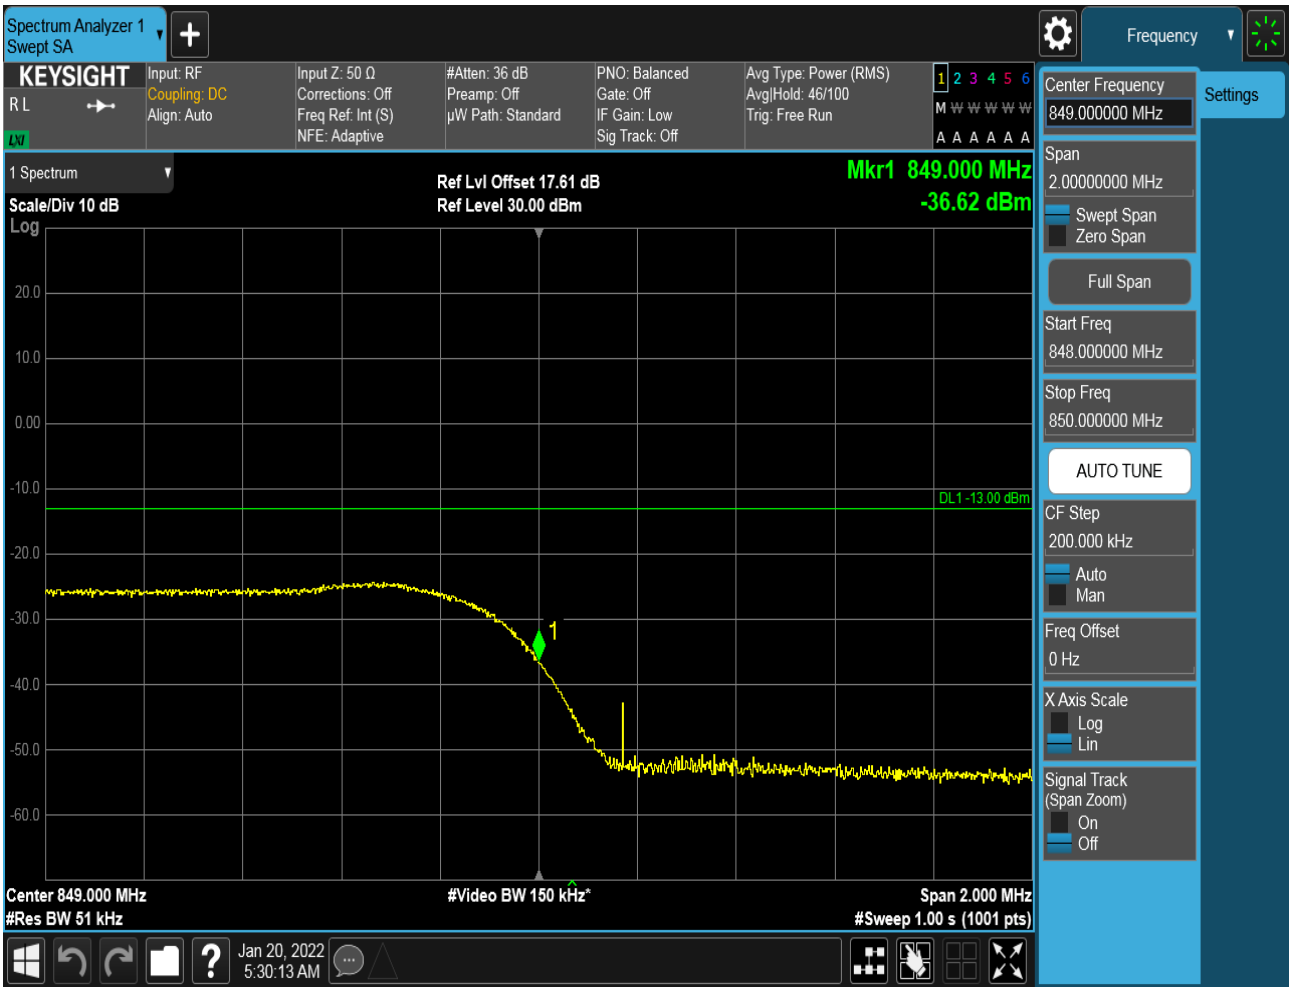 Spectrum Analyzer 1
Swept SA
Frequency
KEYSIGHT
R L
LXI
Input: RF
Coupling: DC
Align: Auto
Input Z: 50 Ω
Corrections: Off
Freq Ref: Int (S)
NFE: Adaptive
#Atten: 36 dB
Preamp: Off
µW Path: Standard
PNO: Balanced
Gate: Off
IF Gain: Low
Sig Track: Off
Avg Type: Power (RMS)
Avg|Hold: 46/100
Trig: Free Run
1 2 3 4 5 6
M W W W W W
A A A A A A
1 Spectrum
Scale/Div 10 dB
Log
Ref Lvl Offset 17.61 dB
Ref Level 30.00 dBm
Mkr1 849.000 MHz
-36.62 dBm
20.0
10.0
0.00
-10.0
-20.0
-30.0
-40.0
-50.0
-60.0
DL1 -13.00 dBm
1
Center 849.000 MHz
#Res BW 51 kHz
#Video BW 150 kHz*
Span 2.000 MHz
#Sweep 1.00 s (1001 pts)
Center Frequency
849.000000 MHz
Settings
Span
2.00000000 MHz
Swept Span
Zero Span
Full Span
Start Freq
848.000000 MHz
Stop Freq
850.000000 MHz
AUTO TUNE
CF Step
200.000 kHz
Auto
Man
Freq Offset
0 Hz
X Axis Scale
Log
Lin
Signal Track
(Span Zoom)
On
Off
?
Jan 20, 2022
5:30:13 AM